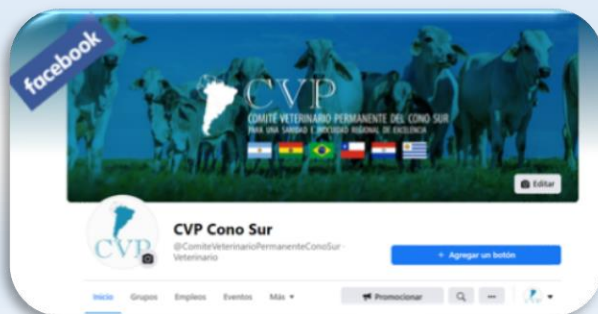 facebook
CVP
COMITÉ VETERINARIO PERMANENTE DEL CONO SUR
PARA UNA SANIDAD E INOCUIDAD REGIONAL DE EXCELENCIA
Editar
CVP
CVP Cono Sur
@ComiteVeterinarioPermanenteConoSur ·
Veterinario
+ Agregar un botón
Inicio Grupos Empleos Eventos Más
Promocionar